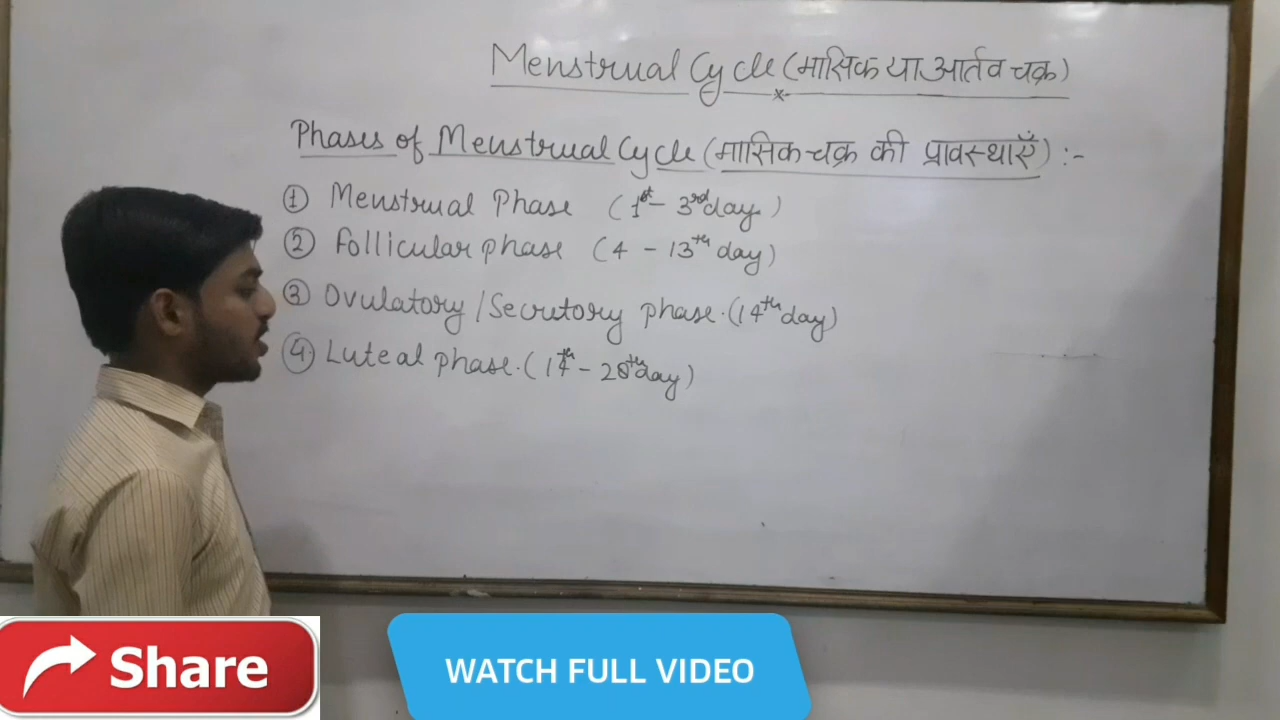 Menstrual Cycle (मासिक या आर्तव चक्र)
Phases of Menstrual Cycle (मासिक चक्र की प्रावस्थाएँ) :-
① Menstrual Phase (1st - 3rd day)
② Follicular phase (4 - 13th day)
③ Ovulatory / Secrutory phase. (14th day)
④ Luteal phase. (14th - 28th day)
Share
WATCH FULL VIDEO